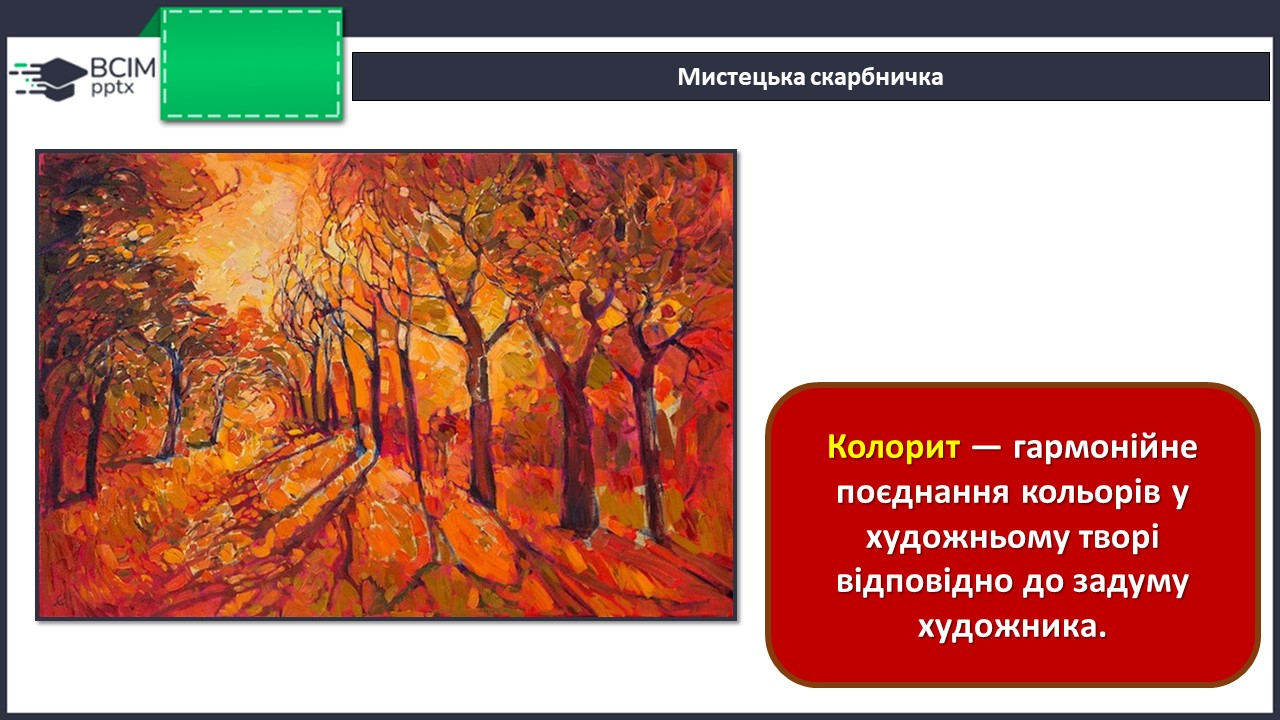 ВСІМ
pptx
Мистецька скарбничка
Колорит — гармонійне
поєднання кольорів у
художньому творі
відповідно до задуму
художника.